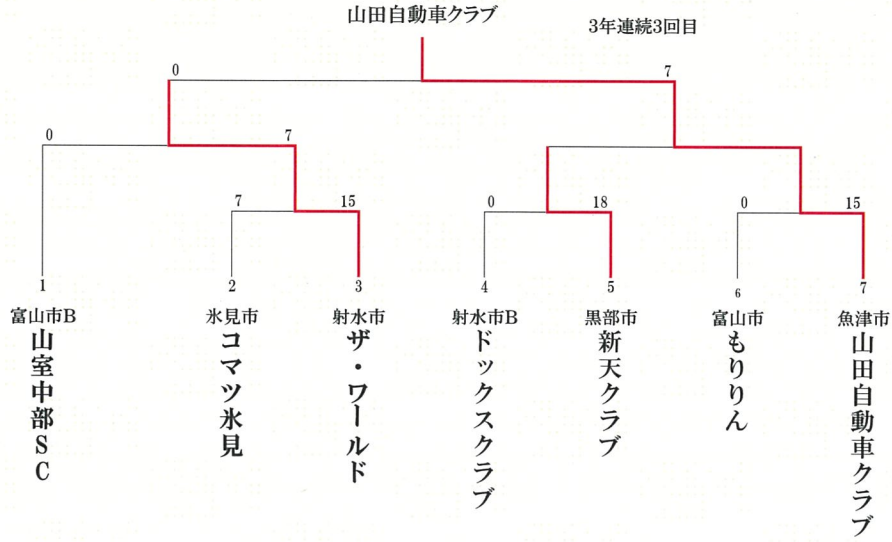 山田自動車クラブ
3年連続3回目
0
7
0
7
7
15
0
18
0
15
1
2
3
4
5
6
7
富山市B
氷見市
射水市
射水市B
黒部市
富山市
魚津市
山室中部SC
コマツ氷見
ザ・ワールド
ドックスクラブ
新天クラブ
もりりん
山田自動車クラブ